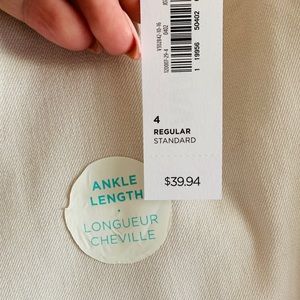 4
REGULAR
STANDARD
$39.94
ANKLE
LENGTH
·
LONGUEUR
CHEVILLE